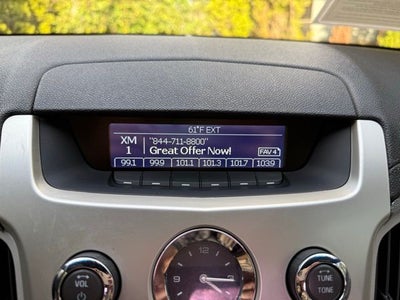 61°F EXT
XM "844-711-8800"
1 Great Offer Now! FAV 4
99.1 99.9 101.1 101.3 101.7 103.9
VOL
TUNE
TONE